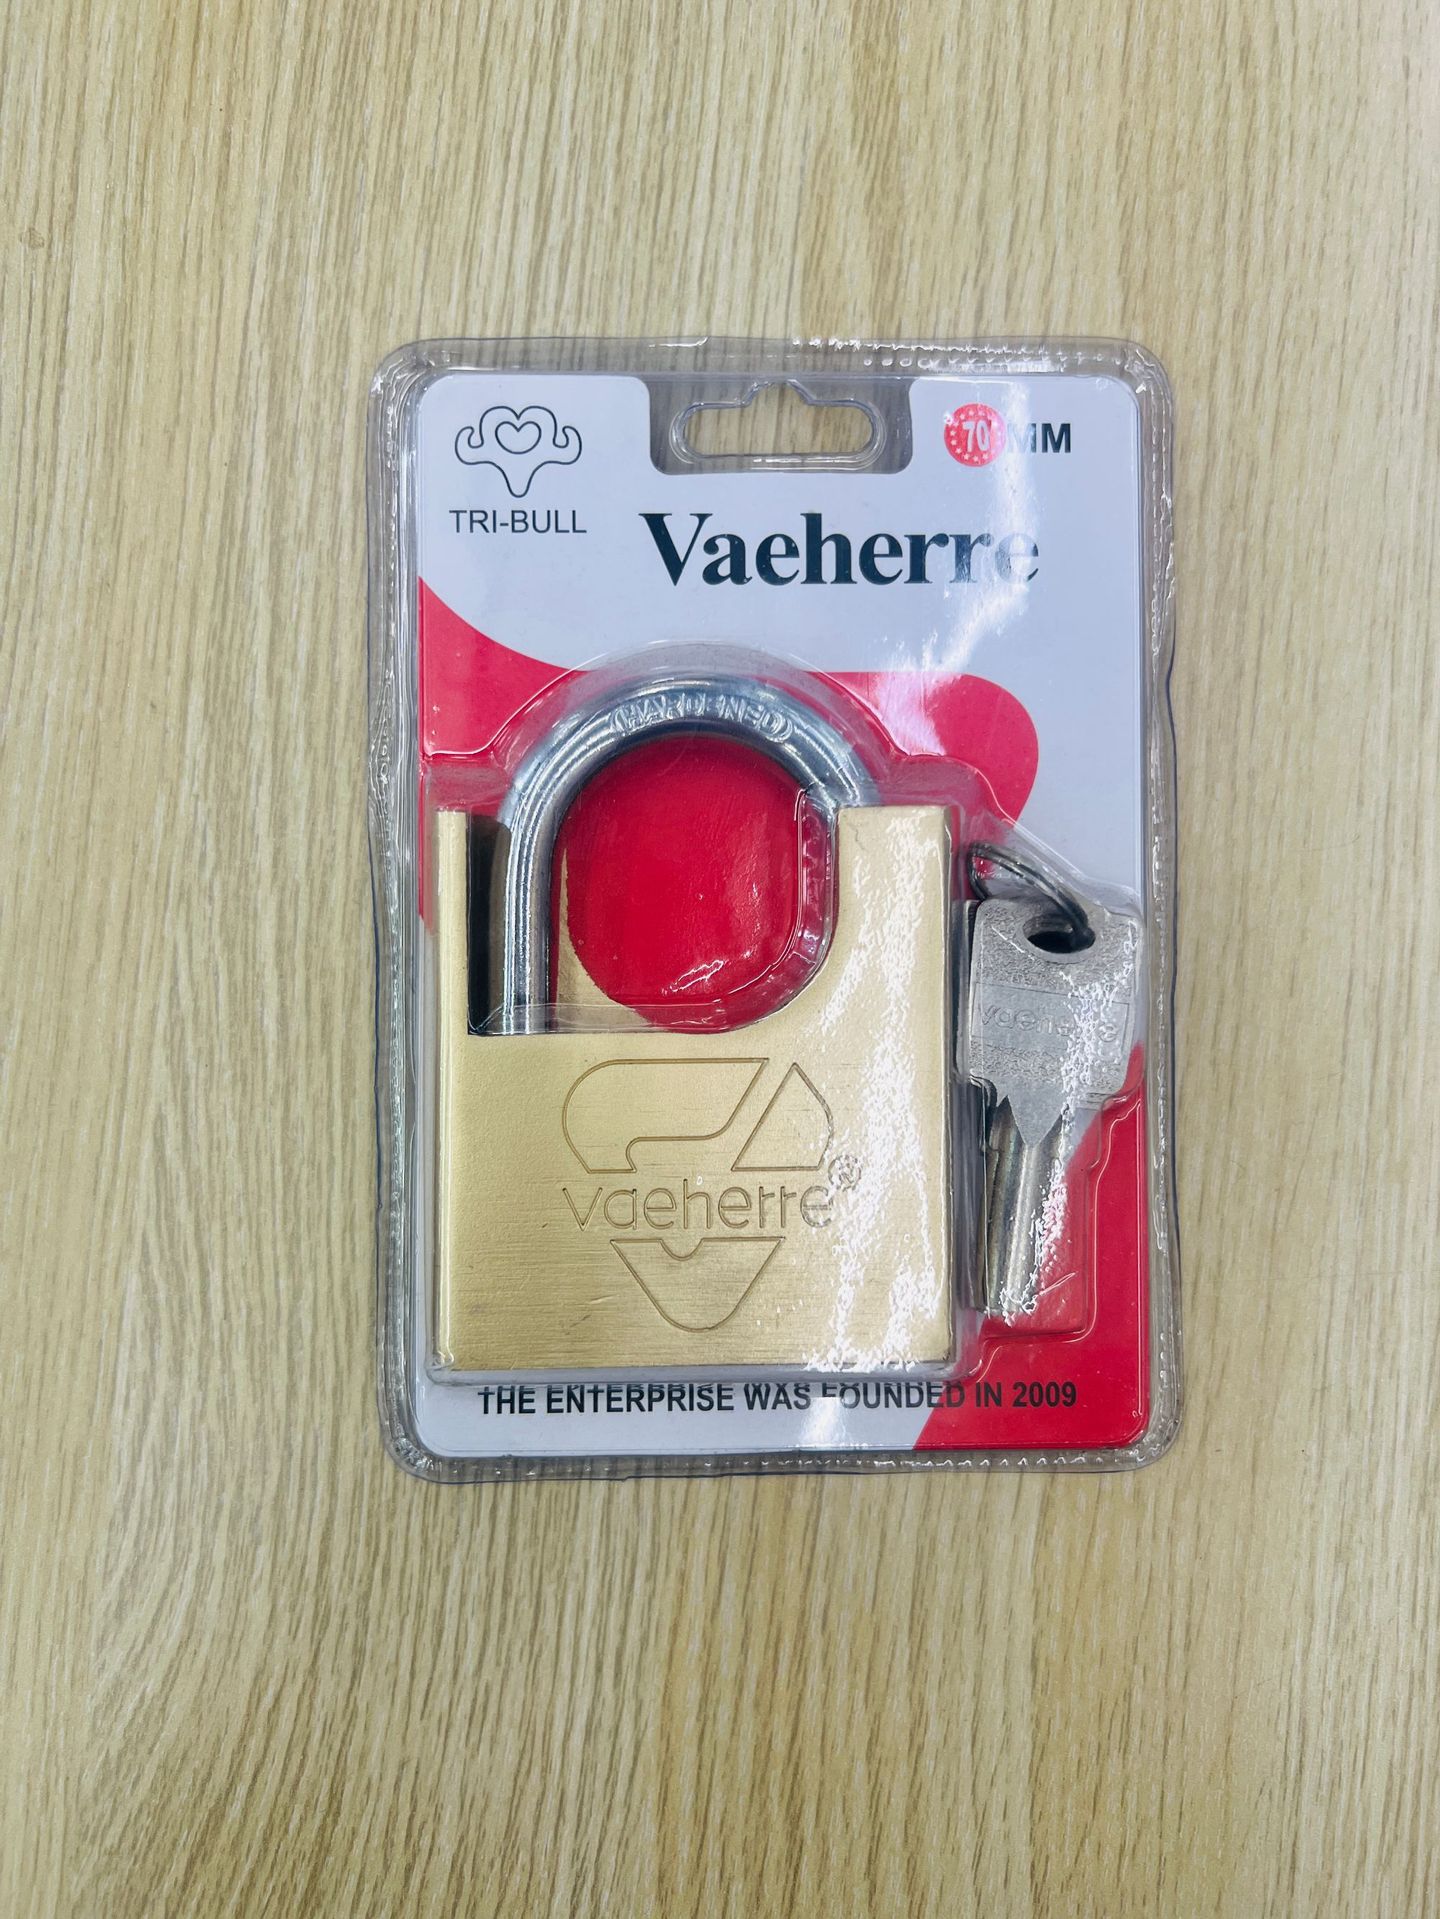 70 MM
TRI-BULL
Vaeherre
HARDENED
vaeherre
vaeherre®
THE ENTERPRISE WAS FOUNDED IN 2009